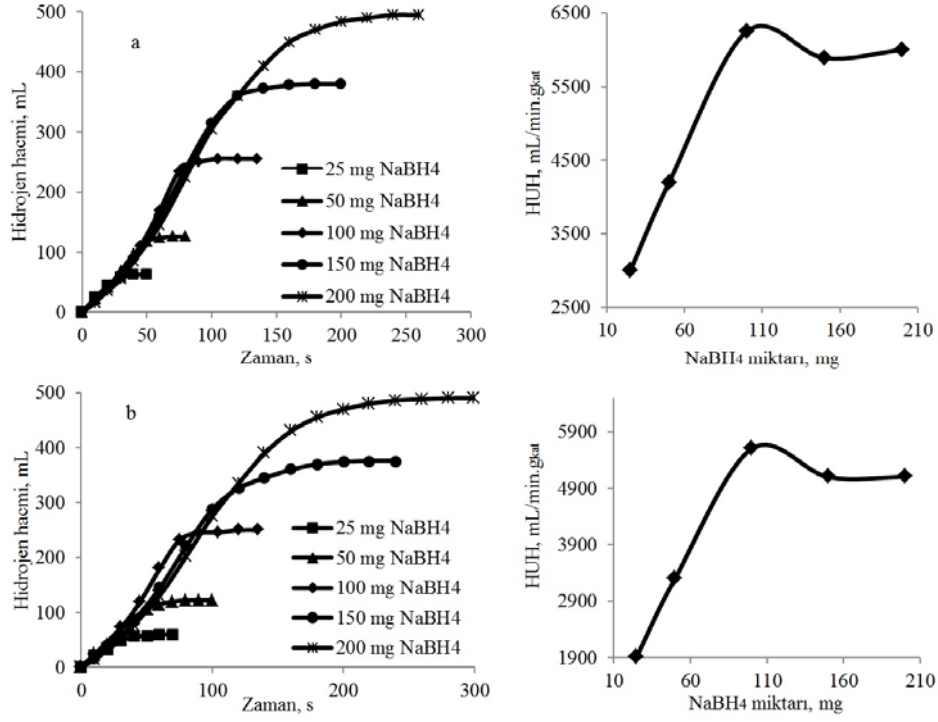 a
Hidrojen hacmi, mL
500
400
300
200
100
0
25 mg NaBH4
50 mg NaBH4
100 mg NaBH4
150 mg NaBH4
200 mg NaBH4
0 50 100 150 200 250 300
Zaman, s
HUH, mL/min.gkat
6500
5500
4500
3500
2500
10 60 110 160 210
NaBH4 miktarı, mg
b
Hidrojen hacmi, mL
500
400
300
200
100
0
25 mg NaBH4
50 mg NaBH4
100 mg NaBH4
150 mg NaBH4
200 mg NaBH4
0 100 200 300
Zaman, s
HUH, mL/min.gkat
5900
4900
3900
2900
1900
10 60 110 160 210
NaBH4 miktarı, mg